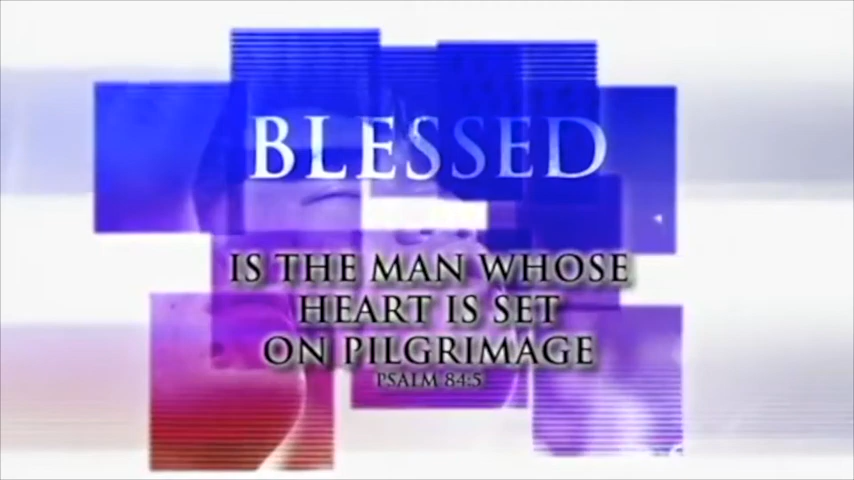 BLESSED
IS THE MAN WHOSE
HEART IS SET
ON PILGRIMAGE
PSALM 84:5